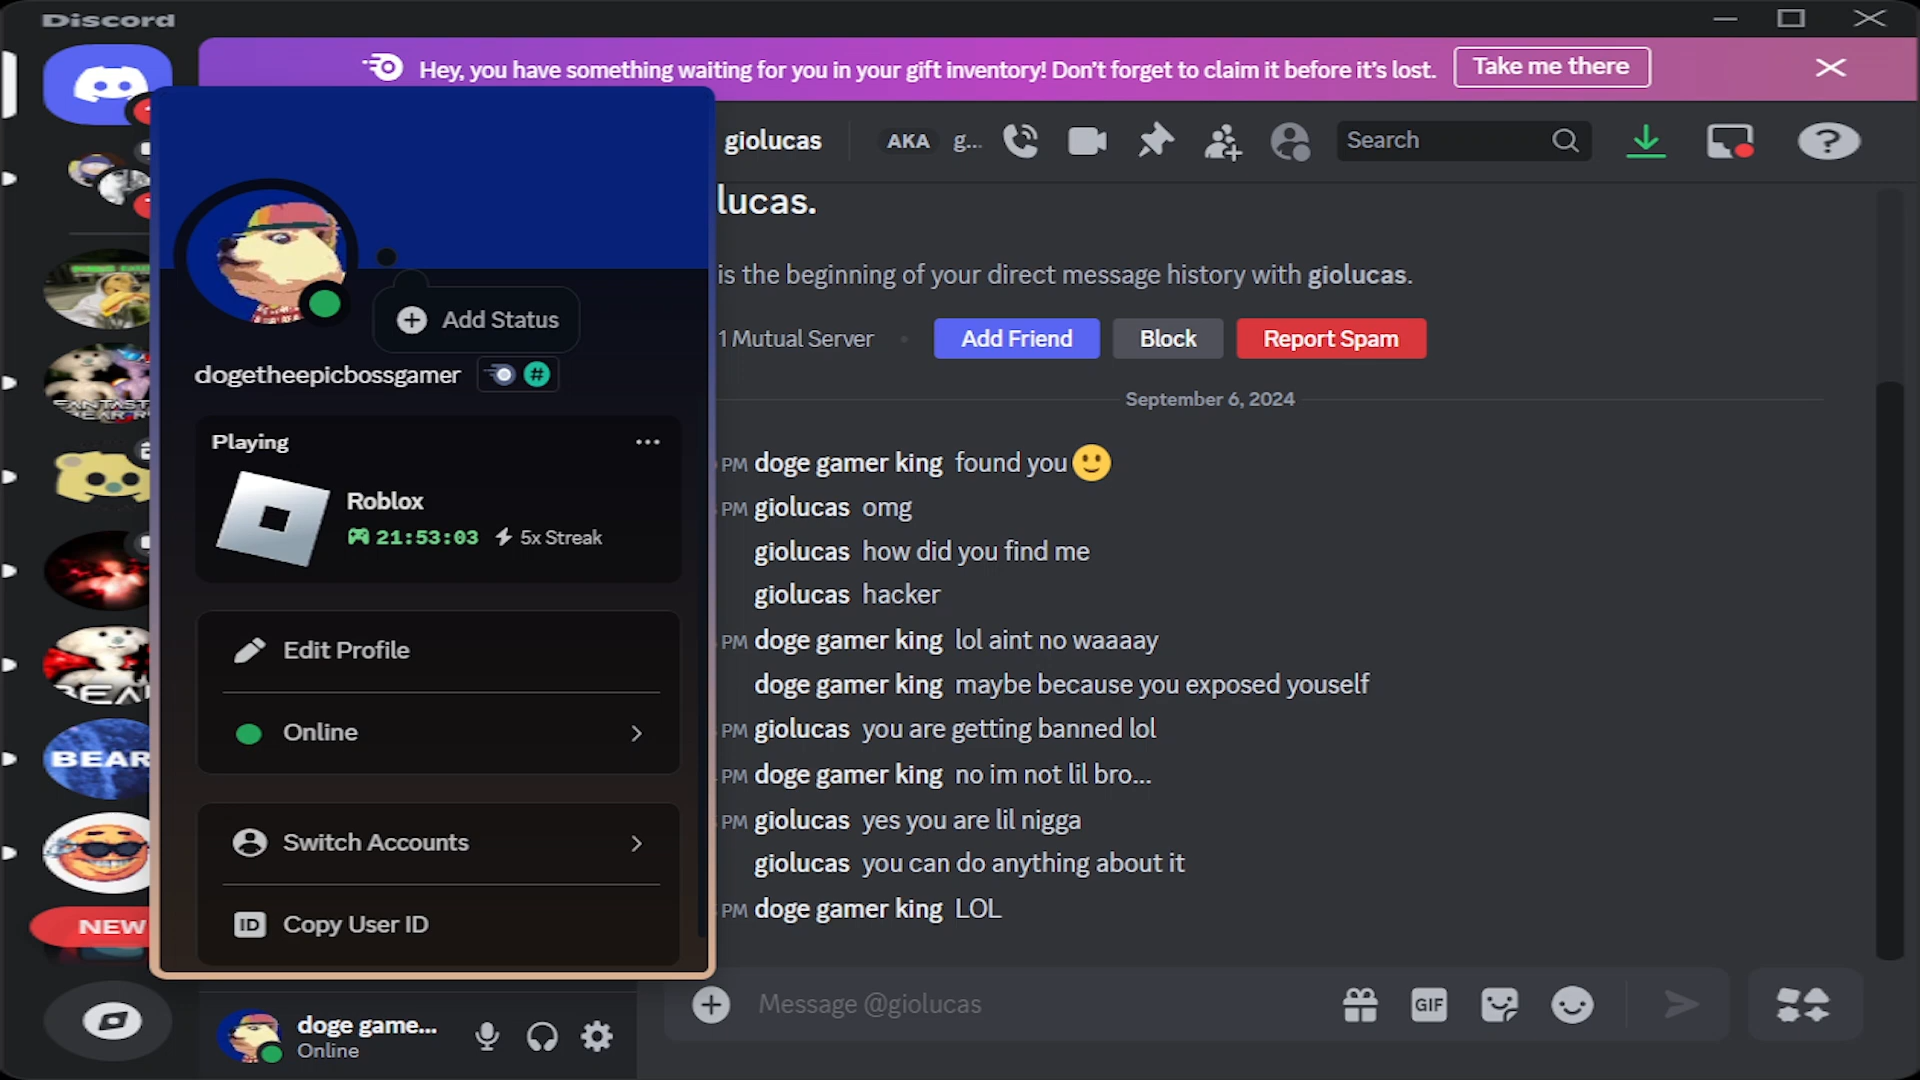 Discord
Hey, you have something waiting for you in your gift inventory! Don't forget to claim it before it's lost. Take me there
giolucas AKA g... Search
lucas.
is the beginning of your direct message history with giolucas.
1 Mutual Server Add Friend Block Report Spam
September 6, 2024
PM doge gamer king found you
PM giolucas omg
giolucas how did you find me
giolucas hacker
PM doge gamer king lol aint no waaaay
doge gamer king maybe because you exposed youself
PM giolucas you are getting banned lol
PM doge gamer king no im not lil bro...
PM giolucas yes you are lil nigga
giolucas you can do anything about it
PM doge gamer king LOL
Message @giolucas
GIF
Add Status
dogetheepicbossgamer
#
Playing
Roblox
21:53:03 5x Streak
Edit Profile
Online
Switch Accounts
ID Copy User ID
BEAR
NEW
doge game...
Online